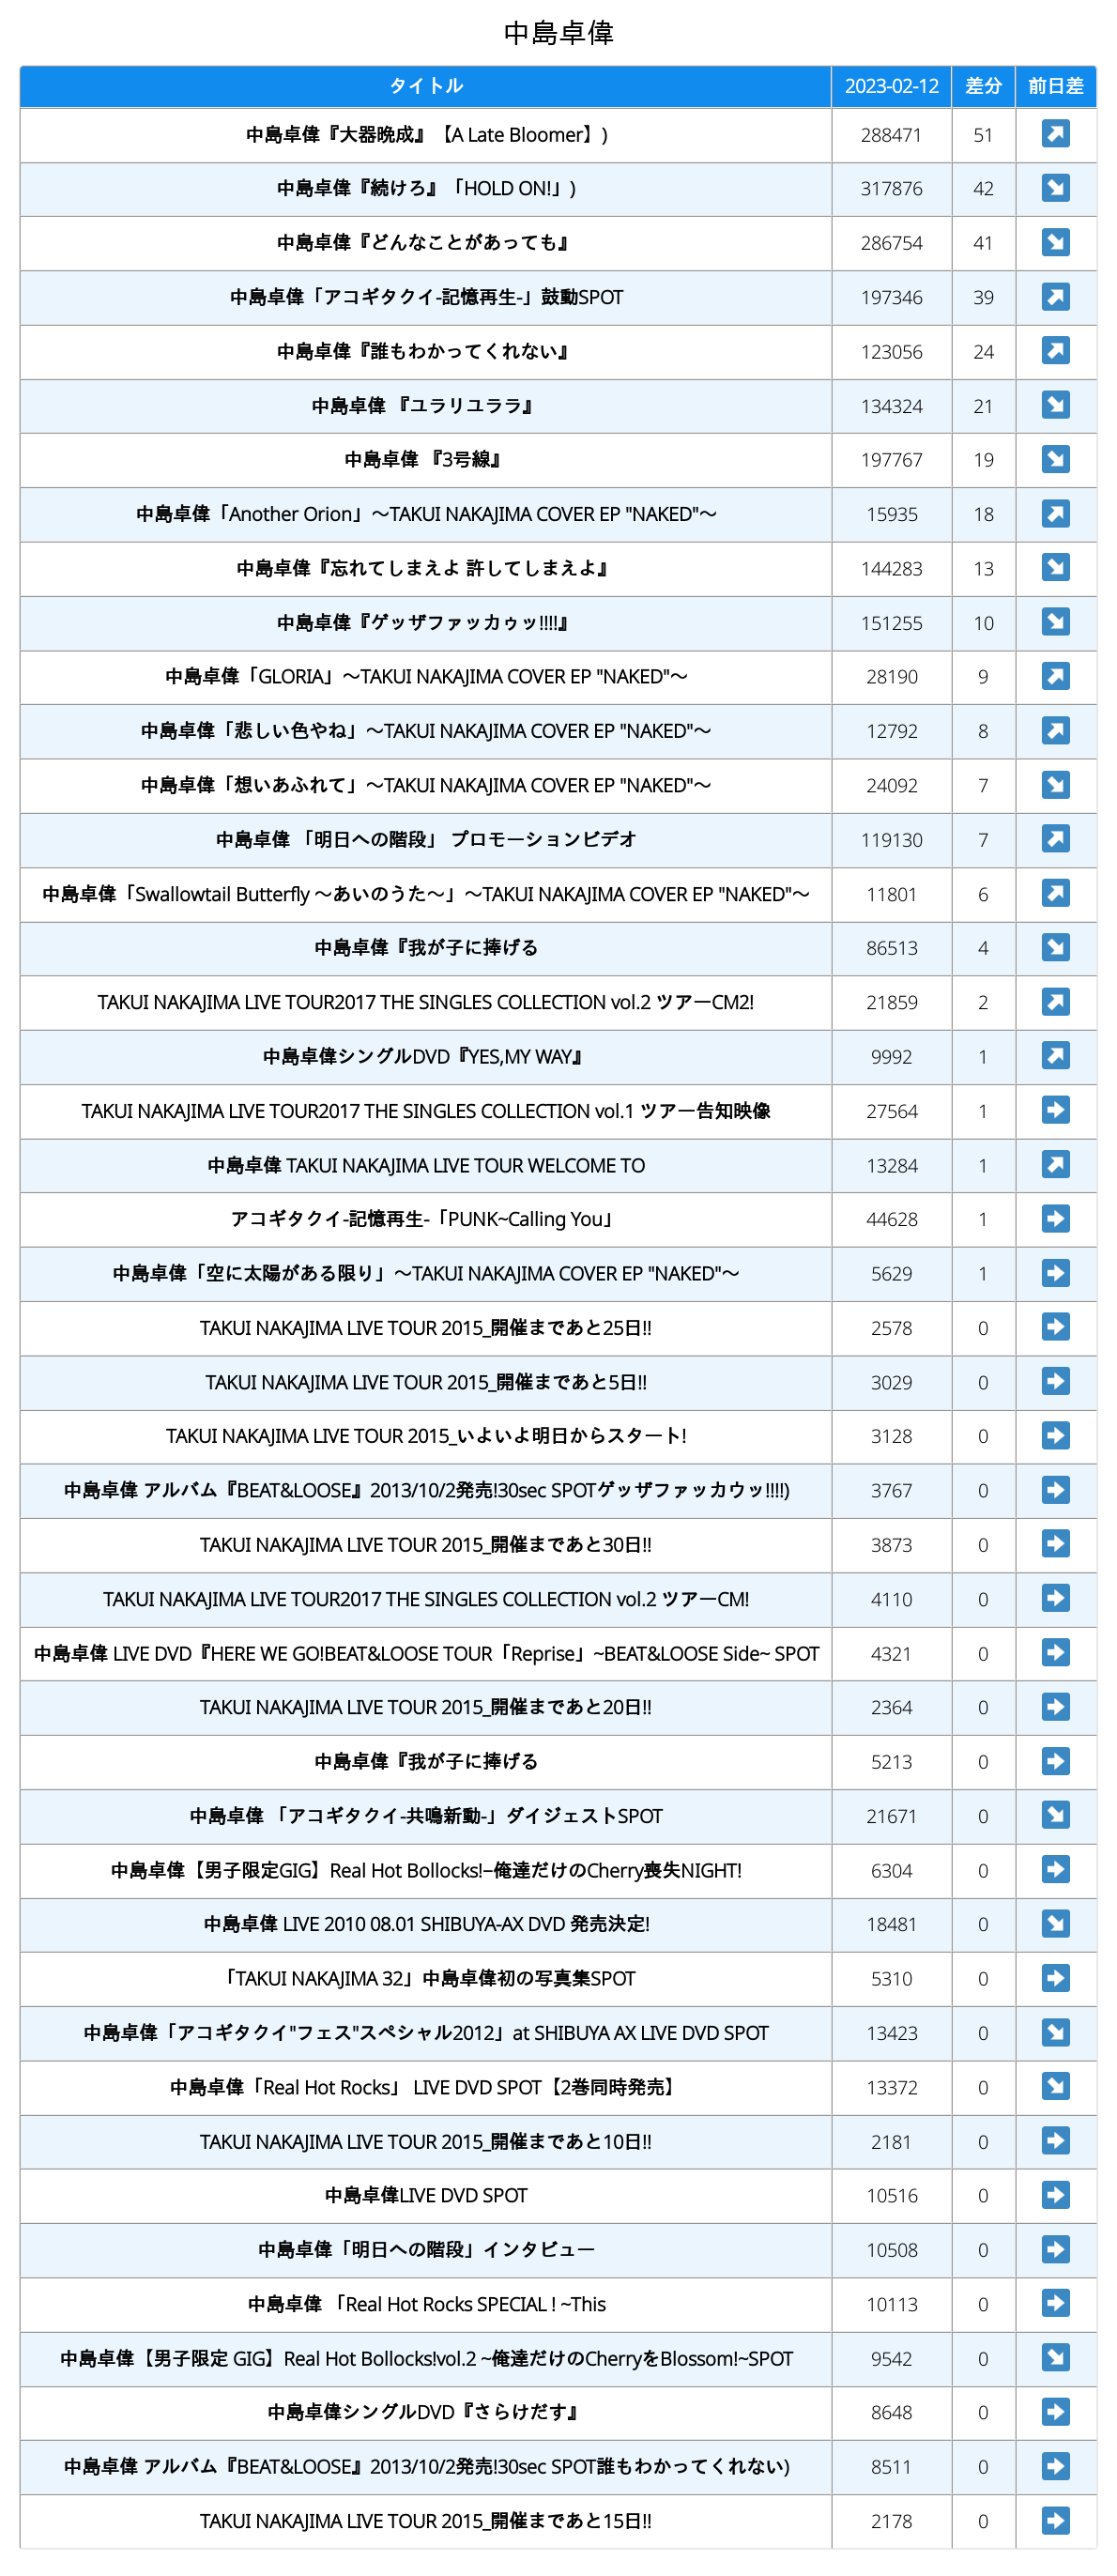 中島卓偉
タイトル 2023-02-12 差分 前日差
中島卓偉『大器晩成』【A Late Bloomer】) 288471 51 ↗
中島卓偉『続けろ』「HOLD ON!」) 317876 42 ↘
中島卓偉『どんなことがあっても』 286754 41 ↘
中島卓偉「アコギタクイ-記憶再生-」鼓動SPOT 197346 39 ↗
中島卓偉『誰もわかってくれない』 123056 24 ↗
中島卓偉 『ユラリユララ』 134324 21 ↘
中島卓偉 『3号線』 197767 19 ↘
中島卓偉「Another Orion」〜TAKUI NAKAJIMA COVER EP "NAKED"〜 15935 18 ↗
中島卓偉『忘れてしまえよ 許してしまえよ』 144283 13 ↘
中島卓偉『ゲッザファッカゥッ!!!!』 151255 10 ↘
中島卓偉「GLORIA」〜TAKUI NAKAJIMA COVER EP "NAKED"〜 28190 9 ↗
中島卓偉「悲しい色やね」〜TAKUI NAKAJIMA COVER EP "NAKED"〜 12792 8 ↗
中島卓偉「想いあふれて」〜TAKUI NAKAJIMA COVER EP "NAKED"〜 24092 7 ↘
中島卓偉 「明日への階段」 プロモーションビデオ 119130 7 ↗
中島卓偉「Swallowtail Butterfly 〜あいのうた〜」〜TAKUI NAKAJIMA COVER EP "NAKED"〜 11801 6 ↗
中島卓偉『我が子に捧げる 86513 4 ↘
TAKUI NAKAJIMA LIVE TOUR2017 THE SINGLES COLLECTION vol.2 ツアーCM2! 21859 2 ↗
中島卓偉シングルDVD『YES,MY WAY』 9992 1 ↗
TAKUI NAKAJIMA LIVE TOUR2017 THE SINGLES COLLECTION vol.1 ツアー告知映像 27564 1 ➡
中島卓偉 TAKUI NAKAJIMA LIVE TOUR WELCOME TO 13284 1 ↗
アコギタクイ-記憶再生-「PUNK~Calling You」 44628 1 ➡
中島卓偉「空に太陽がある限り」〜TAKUI NAKAJIMA COVER EP "NAKED"〜 5629 1 ➡
TAKUI NAKAJIMA LIVE TOUR 2015_開催まであと25日!! 2578 0 ➡
TAKUI NAKAJIMA LIVE TOUR 2015_開催まであと5日!! 3029 0 ➡
TAKUI NAKAJIMA LIVE TOUR 2015_いよいよ明日からスタート! 3128 0 ➡
中島卓偉 アルバム『BEAT&LOOSE』2013/10/2発売!30sec SPOTゲッザファッカウッ!!!!) 3767 0 ➡
TAKUI NAKAJIMA LIVE TOUR 2015_開催まであと30日!! 3873 0 ➡
TAKUI NAKAJIMA LIVE TOUR2017 THE SINGLES COLLECTION vol.2 ツアーCM! 4110 0 ➡
中島卓偉 LIVE DVD『HERE WE GO!BEAT&LOOSE TOUR「Reprise」~BEAT&LOOSE Side~ SPOT 4321 0 ➡
TAKUI NAKAJIMA LIVE TOUR 2015_開催まであと20日!! 2364 0 ➡
中島卓偉『我が子に捧げる 5213 0 ➡
中島卓偉 「アコギタクイ-共鳴新動-」ダイジェストSPOT 21671 0 ↘
中島卓偉【男子限定GIG】Real Hot Bollocks!−俺達だけのCherry喪失NIGHT! 6304 0 ➡
中島卓偉 LIVE 2010 08.01 SHIBUYA-AX DVD 発売決定! 18481 0 ↘
「TAKUI NAKAJIMA 32」中島卓偉初の写真集SPOT 5310 0 ➡
中島卓偉「アコギタクイ"フェス"スペシャル2012」at SHIBUYA AX LIVE DVD SPOT 13423 0 ↘
中島卓偉「Real Hot Rocks」 LIVE DVD SPOT【2巻同時発売】 13372 0 ↘
TAKUI NAKAJIMA LIVE TOUR 2015_開催まであと10日!! 2181 0 ➡
中島卓偉LIVE DVD SPOT 10516 0 ➡
中島卓偉「明日への階段」インタビュー 10508 0 ➡
中島卓偉 「Real Hot Rocks SPECIAL ! ~This 10113 0 ➡
中島卓偉【男子限定 GIG】Real Hot Bollocks!vol.2 ~俺達だけのCherryをBlossom!~SPOT 9542 0 ↘
中島卓偉シングルDVD『さらけだす』 8648 0 ➡
中島卓偉 アルバム『BEAT&LOOSE』2013/10/2発売!30sec SPOT誰もわかってくれない) 8511 0 ➡
TAKUI NAKAJIMA LIVE TOUR 2015_開催まであと15日!! 2178 0 ➡